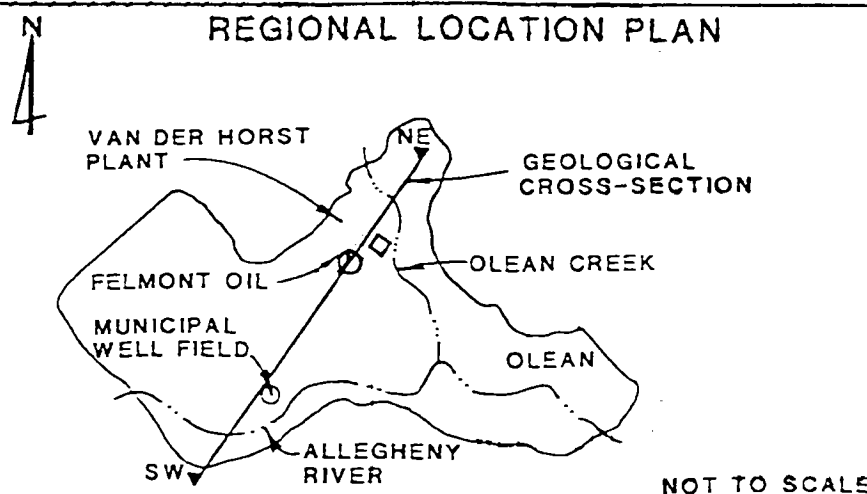 N
REGIONAL LOCATION PLAN
VAN DER HORST
PLANT
NE
GEOLOGICAL
CROSS-SECTION
FELMONT OIL
OLEAN CREEK
MUNICIPAL
WELL FIELD
OLEAN
ALLEGHENY
RIVER
SW
NOT TO SCALE